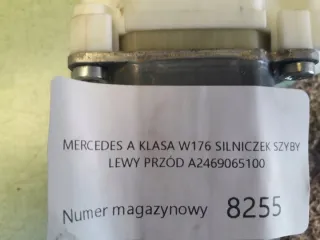 MERCEDES A KLASA W176 SILNICZEK SZYBY
LEWY PRZÓD A2469065100
Numer magazynowy 8255